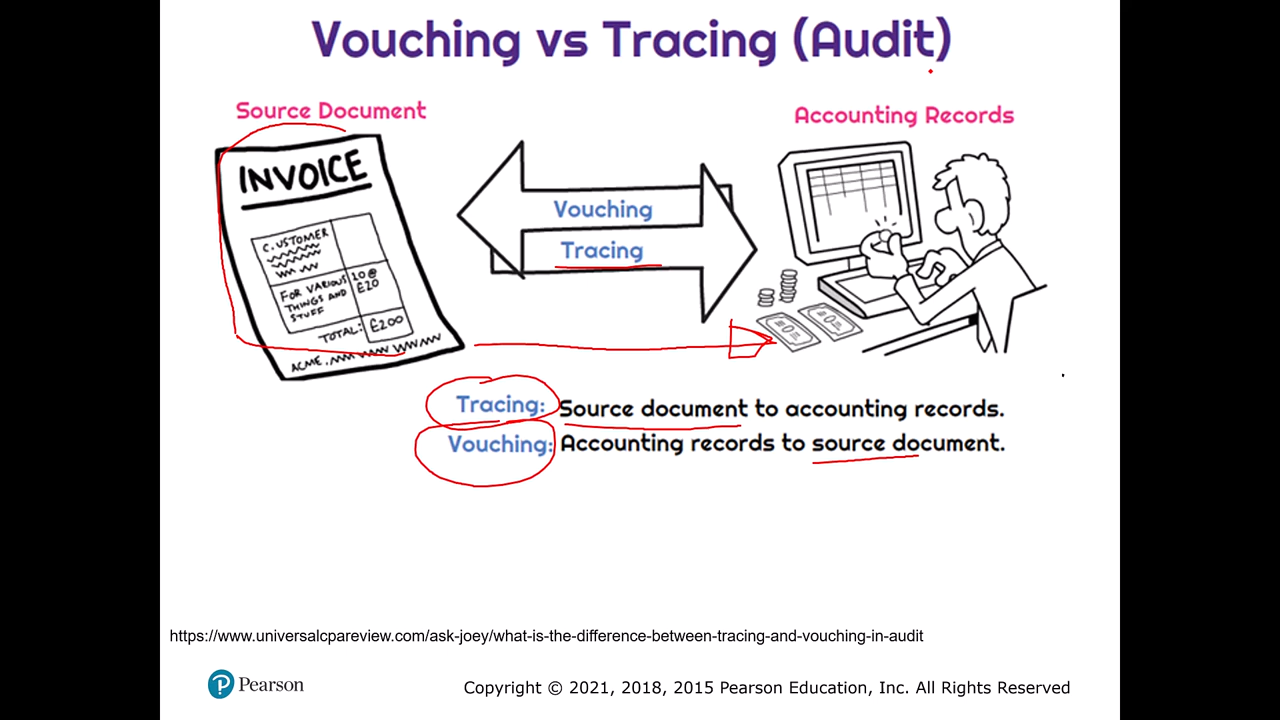 Vouching vs Tracing (Audit)
Source Document
Accounting Records
INVOICE
C.USTOMER
FOR VARIOUS
THINGS AND
STUFF
10@
£20
TOTAL: £200
ACME.
Vouching
Tracing
Tracing: Source document to accounting records.
Vouching: Accounting records to source document.
https://www.universalcpareview.com/ask-joey/what-is-the-difference-between-tracing-and-vouching-in-audit
P Pearson
Copyright © 2021, 2018, 2015 Pearson Education, Inc. All Rights Reserved